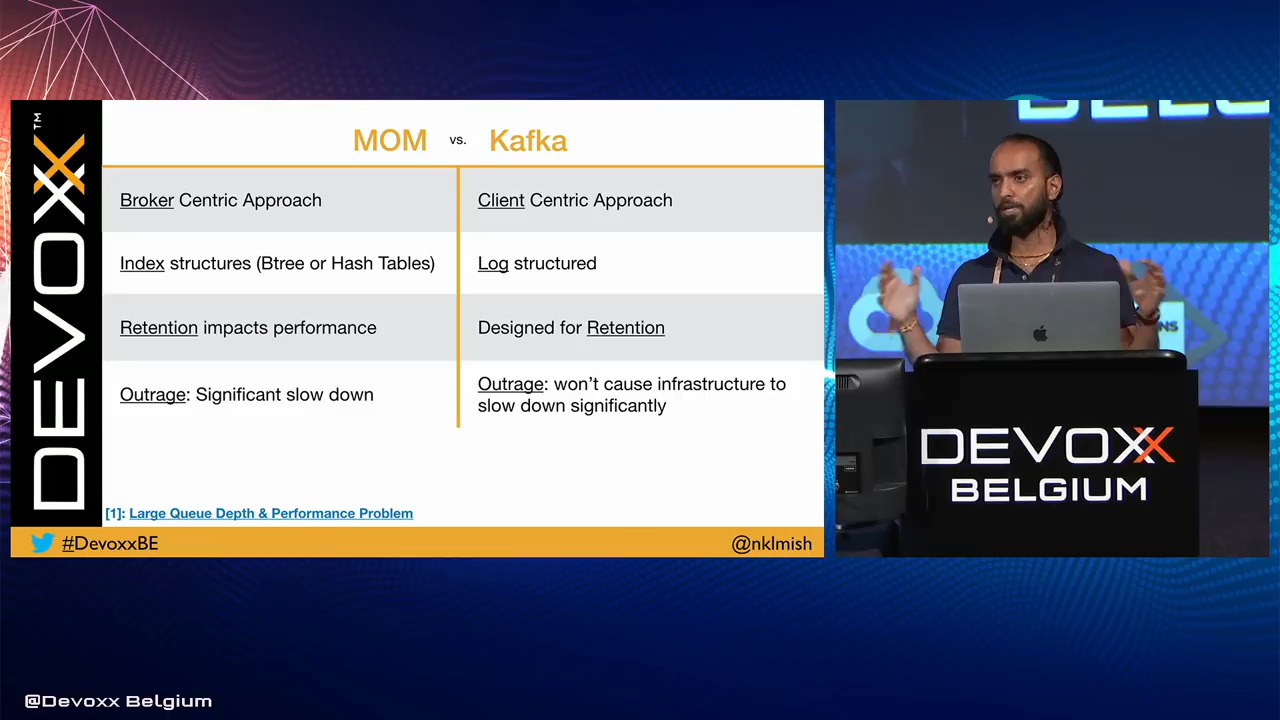 DEVOXX™
MOM vs. Kafka
Broker Centric Approach
Client Centric Approach
Index structures (Btree or Hash Tables)
Log structured
Retention impacts performance
Designed for Retention
Outrage: Significant slow down
Outrage: won't cause infrastructure to
slow down significantly
[1]: Large Queue Depth & Performance Problem
#DevoxxBE
@nklmish
DEVOXX
BELGIUM
@Devoxx Belgium